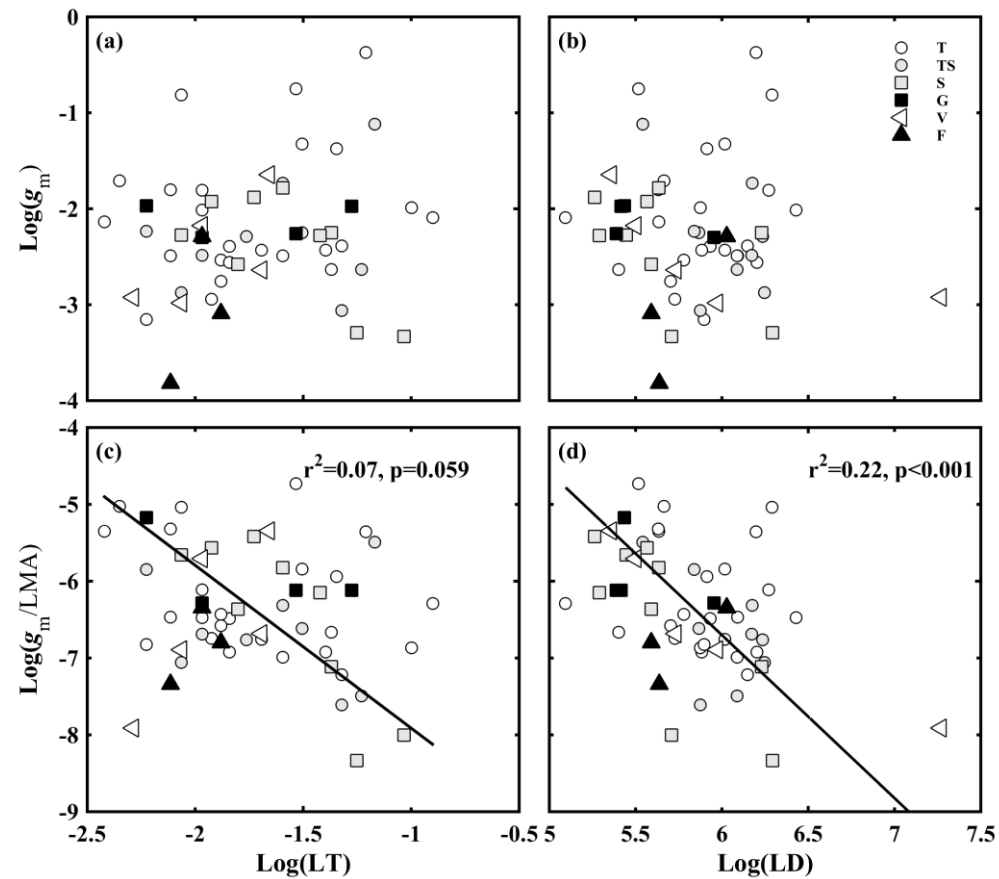 (a)
0
-1
-2
-3
-4
Log(gm)
(b)
T
TS
S
G
V
F
(c)
r²=0.07, p=0.059
-4
-5
-6
-7
-8
-9
Log(gm/LMA)
-2.5 -2 -1.5 -1 -0.5
Log(LT)
(d)
r²=0.22, p<0.001
5 5.5 6 6.5 7 7.5
Log(LD)